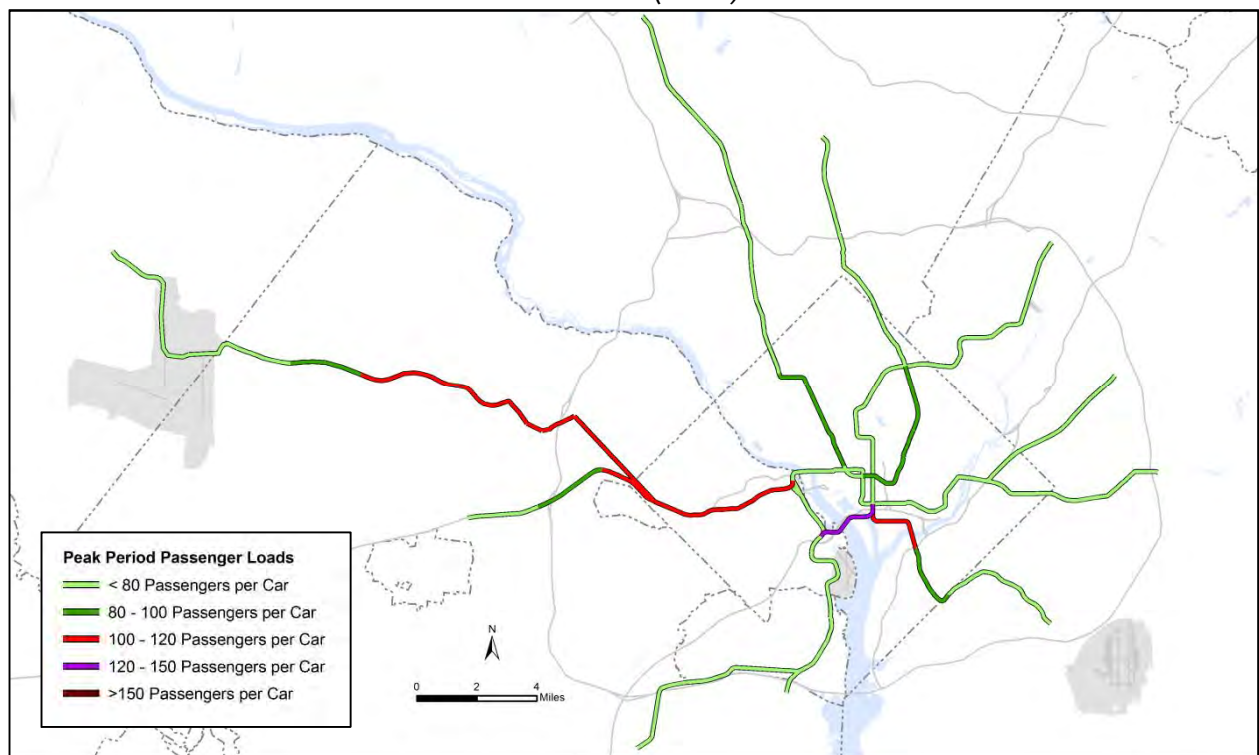 Peak Period Passenger Loads
< 80 Passengers per Car
80 - 100 Passengers per Car
100 - 120 Passengers per Car
120 - 150 Passengers per Car
>150 Passengers per Car
N
0 2 4
Miles